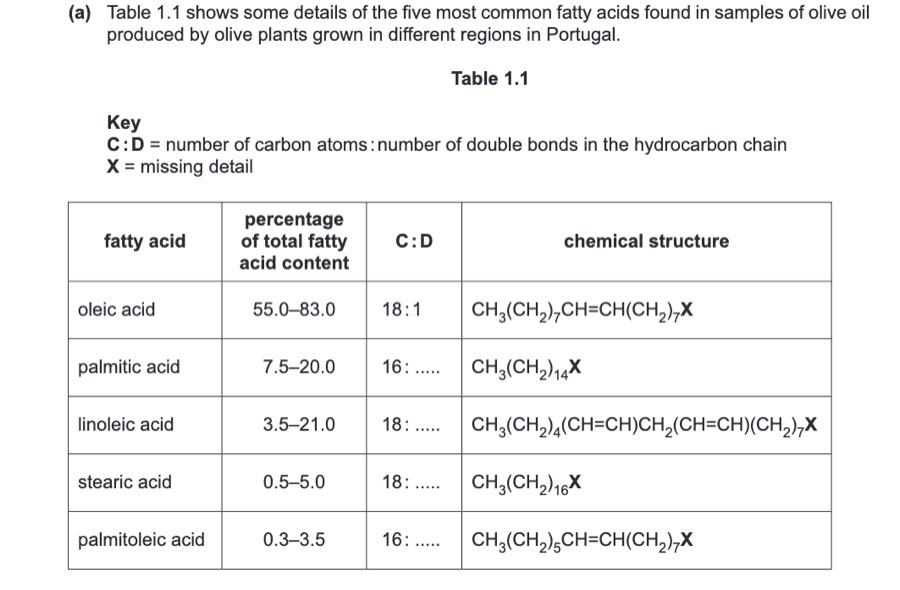 (a) Table 1.1 shows some details of the five most common fatty acids found in samples of olive oil
produced by olive plants grown in different regions in Portugal.
Table 1.1
Key
C:D = number of carbon atoms:number of double bonds in the hydrocarbon chain
X = missing detail
fatty acid | percentage of total fatty acid content | C:D | chemical structure
oleic acid | 55.0–83.0 | 18:1 | CH₃(CH₂)₇CH=CH(CH₂)₇X
palmitic acid | 7.5–20.0 | 16: ..... | CH₃(CH₂)₁₄X
linoleic acid | 3.5–21.0 | 18: ..... | CH₃(CH₂)₄(CH=CH)CH₂(CH=CH)(CH₂)₇X
stearic acid | 0.5–5.0 | 18: ..... | CH₃(CH₂)₁₆X
palmitoleic acid | 0.3–3.5 | 16: ..... | CH₃(CH₂)₅CH=CH(CH₂)₇X